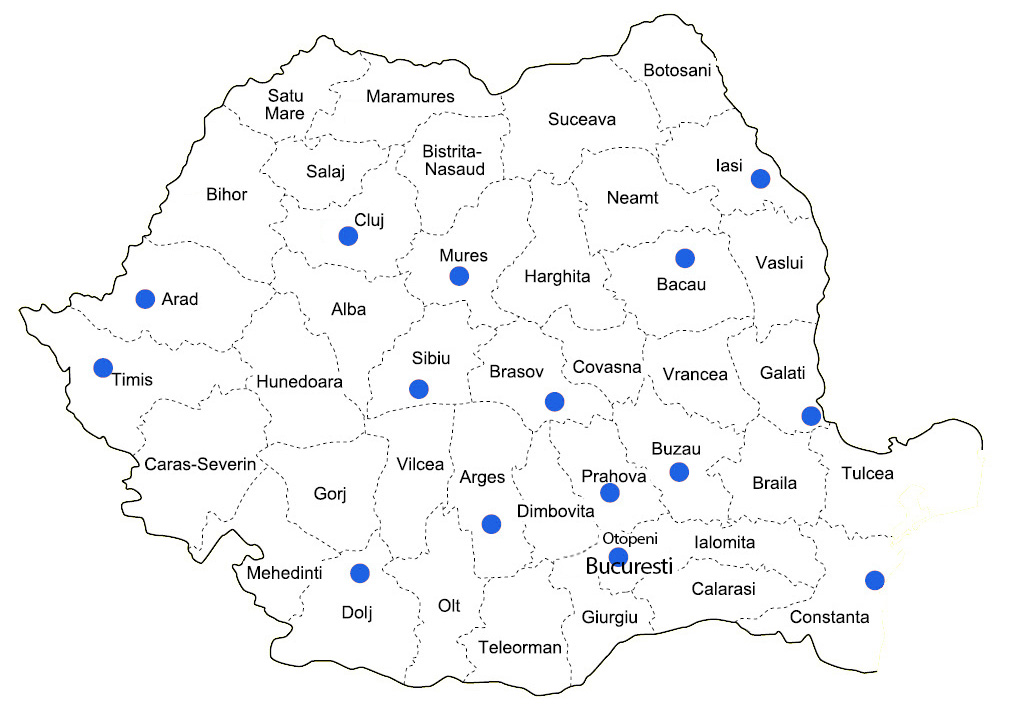 Botosani
Satu
Mare
Maramures
Suceava
Bistrita-
Nasaud
Iasi
Salaj
Bihor
Neamt
Cluj
Mures
Vaslui
Harghita
Bacau
Arad
Alba
Sibiu
Covasna
Brasov
Vrancea
Galati
Timis
Hunedoara
Buzau
Caras-Severin
Vilcea
Arges
Prahova
Tulcea
Braila
Gorj
Dimbovita
Otopeni
Ialomita
Bucuresti
Mehedinti
Calarasi
Olt
Dolj
Giurgiu
Constanta
Teleorman